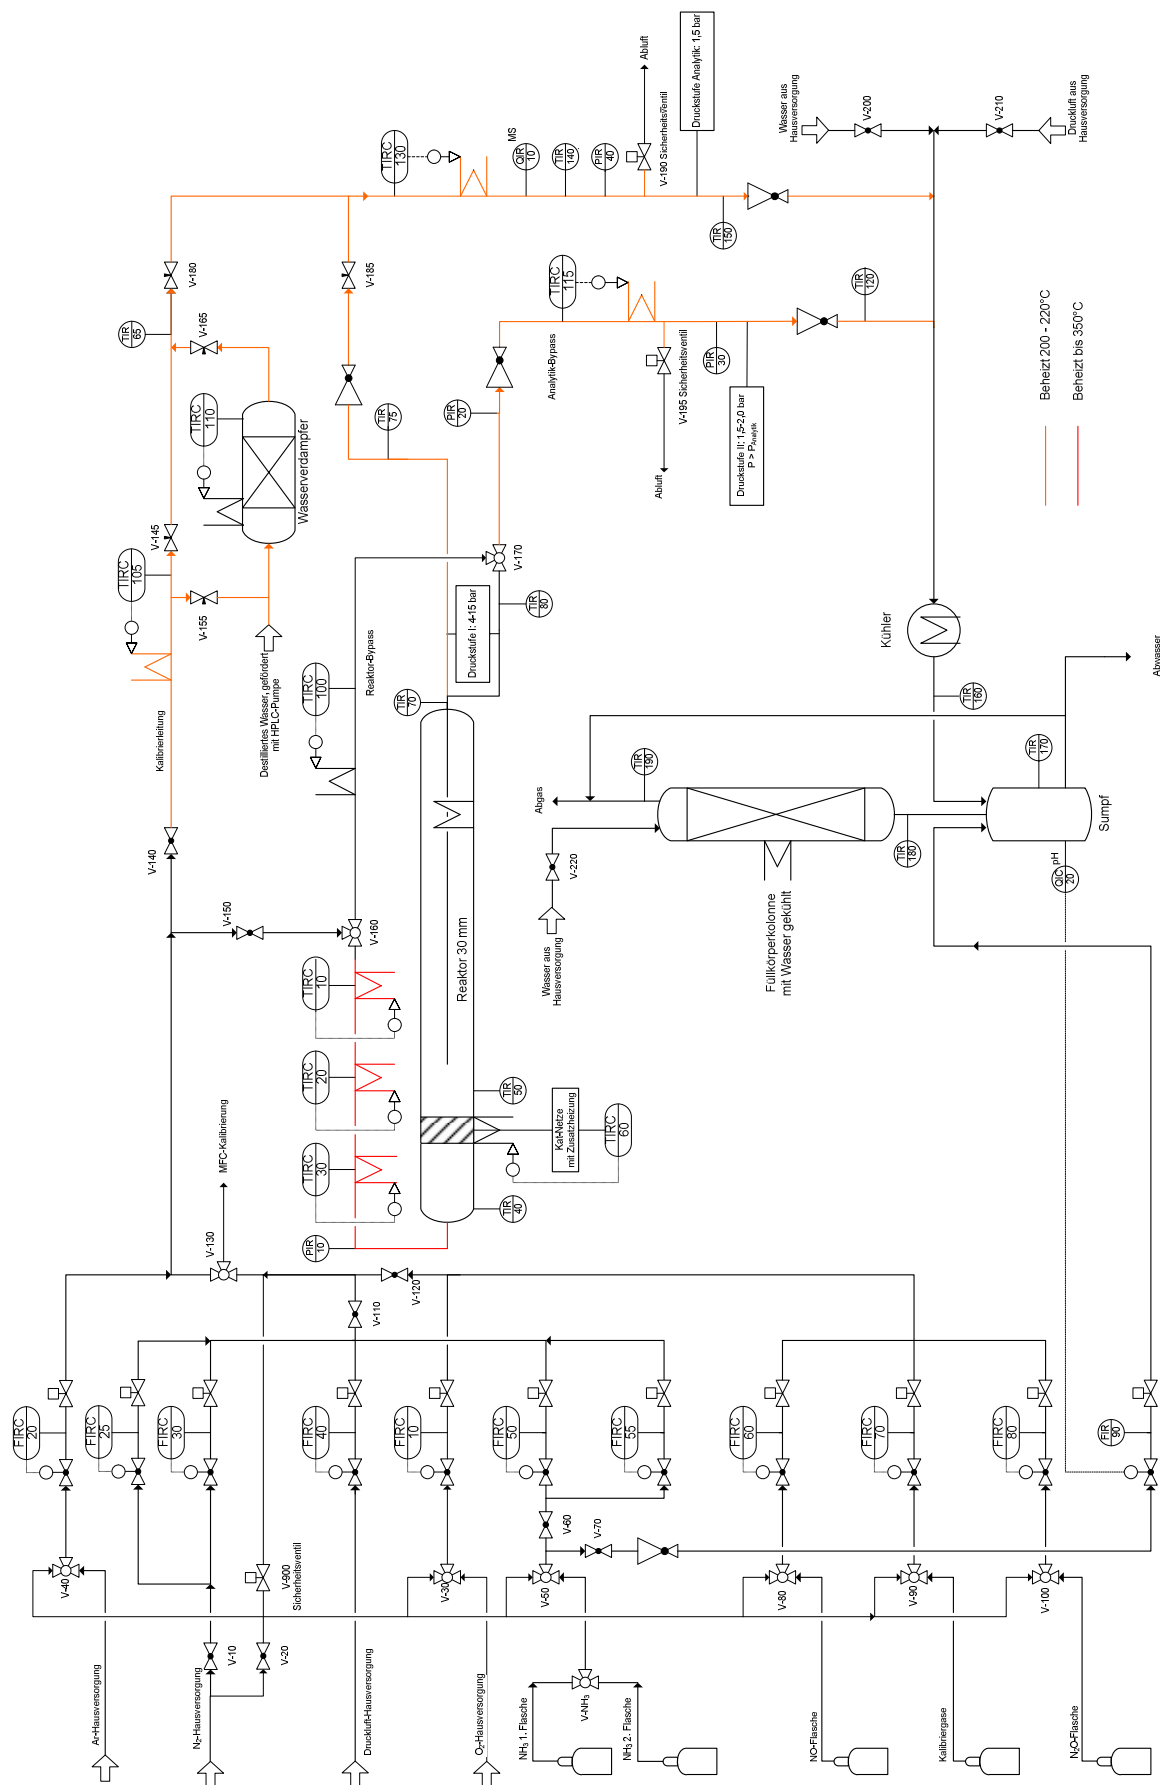 Wasser aus
Hausversorgung
V-200
V-210
Druckluft aus
Hausversorgung
Abluft
V-190 Sicherheitsventil
Druckstufe Analytik: 1,5 bar
TIRC
130
MS
QIR
10
TIR
140
PIR
40
TIR
150
V-180
V-185
TIR
65
V-165
TIRC
110
Wasserverdampfer
TIR
75
PIR
20
Analytik-Bypass
TIRC
115
V-195 Sicherheitsventil
Abluft
PIR
30
Druckstufe II: 1,5-2,0 bar
P > PAnalytik
TIR
120
Beheizt 200 - 220°C
Beheizt bis 350°C
V-145
TIRC
105
V-155
Destilliertes Wasser, gefördert
mit HPLC-Pumpe
Kalibrierleitung
V-140
V-150
V-160
TIRC
100
Reaktor-Bypass
V-170
Druckstufe I: 4-15 bar
TIR
80
TIR
70
Kühler
TIR
160
Abwasser
Abgas
TIR
190
TIR
170
Sumpf
V-220
Wasser aus
Hausversorgung
Füllkörperkolonne
mit Wasser gekühlt
TIR
180
QIC
20
pH
TIRC
10
TIRC
20
TIRC
30
Reaktor 30 mm
TIR
50
TIR
40
Kat-Netze
mit Zusatzheizung
TIRC
60
PIR
10
MFC-Kalibrierung
V-130
V-120
V-110
FIRC
20
FIRC
25
FIRC
30
FIRC
40
FIRC
10
FIRC
50
FIRC
55
FIRC
60
FIRC
70
FIRC
80
FIR
90
V-60
V-70
V-40
V-900
Sicherheitsventil
V-30
V-50
V-80
V-90
V-100
V-10
V-20
V-NH3
Ar-Hausversorgung
N2-Hausversorgung
Druckluft-Hausversorgung
O2-Hausversorgung
NH3 1. Flasche
NH3 2. Flasche
NO-Flasche
Kalibriergase
N2O-Flasche